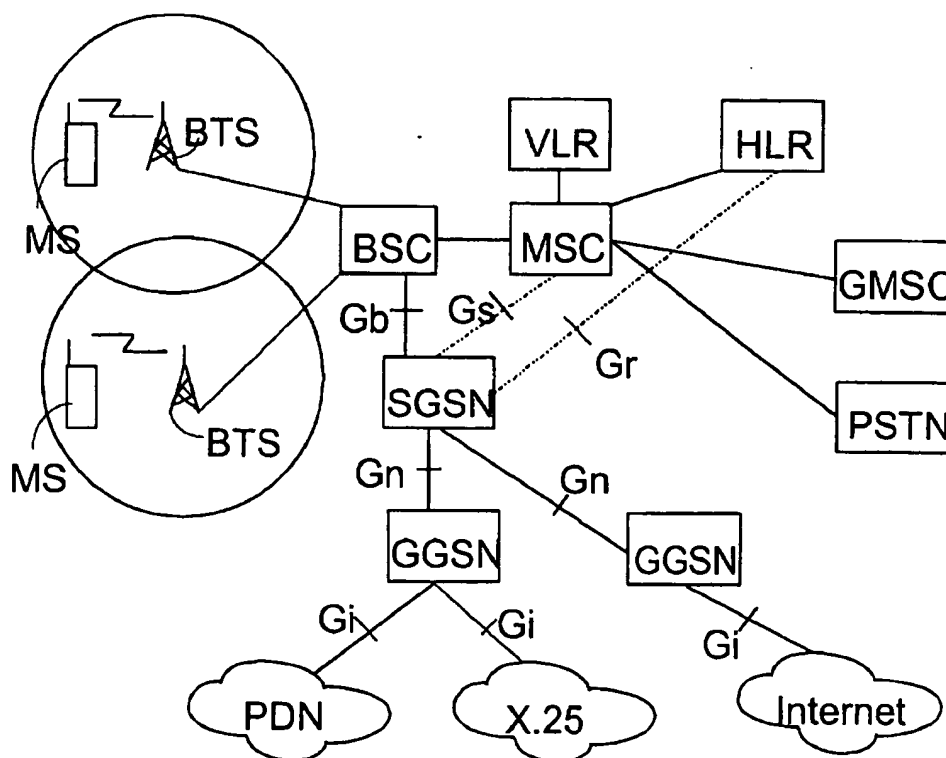 BTS
VLR
HLR
MS
BSC
MSC
GMSC
Gb
Gs
Gr
SGSN
PSTN
BTS
MS
Gn
Gn
GGSN
GGSN
Gi
Gi
Gi
PDN
X.25
Internet